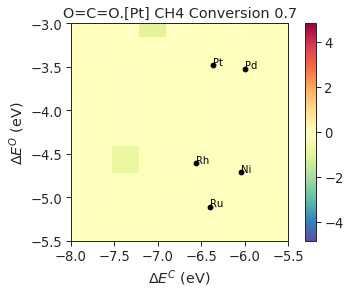 O=C=O.[Pt] CH4 Conversion 0.7
−3.0
−3.5
−4.0
−4.5
−5.0
−5.5
ΔE^O (eV)
Pt
Pd
Rh
Ni
Ru
−8.0 −7.5 −7.0 −6.5 −6.0 −5.5
ΔE^C (eV)
4
2
0
−2
−4